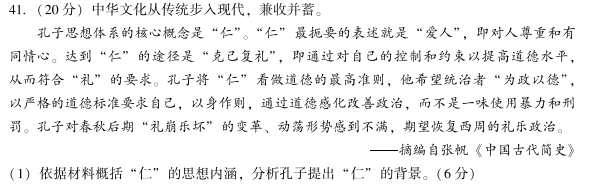 41.（20分）中华文化从传统步入现代，兼收并蓄。
孔子思想体系的核心概念是“仁”。“仁”最扼要的表述就是“爱人”，即对人尊重和有
同情心。达到“仁”的途径是“克己复礼”，即通过对自己的控制和约束以提高道德水平，
从而符合“礼”的要求。孔子将“仁”看做道德的最高准则，他希望统治者“为政以德”，
以严格的道德标准要求自己，以身作则，通过道德感化改善政治，而不是一味使用暴力和刑
罚。孔子对春秋后期“礼崩乐坏”的变革、动荡形势感到不满，期望恢复西周的礼乐政治。
——摘编自张帆《中国古代简史》
（1）依据材料概括“仁”的思想内涵，分析孔子提出“仁”的背景。（6分）